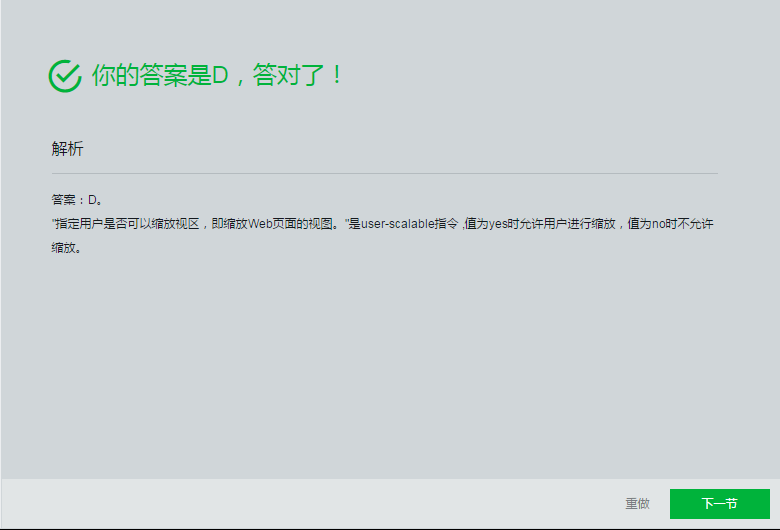 你的答案是D，答对了！
解析
答案：D。
"指定用户是否可以缩放视区，即缩放Web页面的视图。"是user-scalable指令 ,值为yes时允许用户进行缩放，值为no时不允许
缩放。
重做
下一节